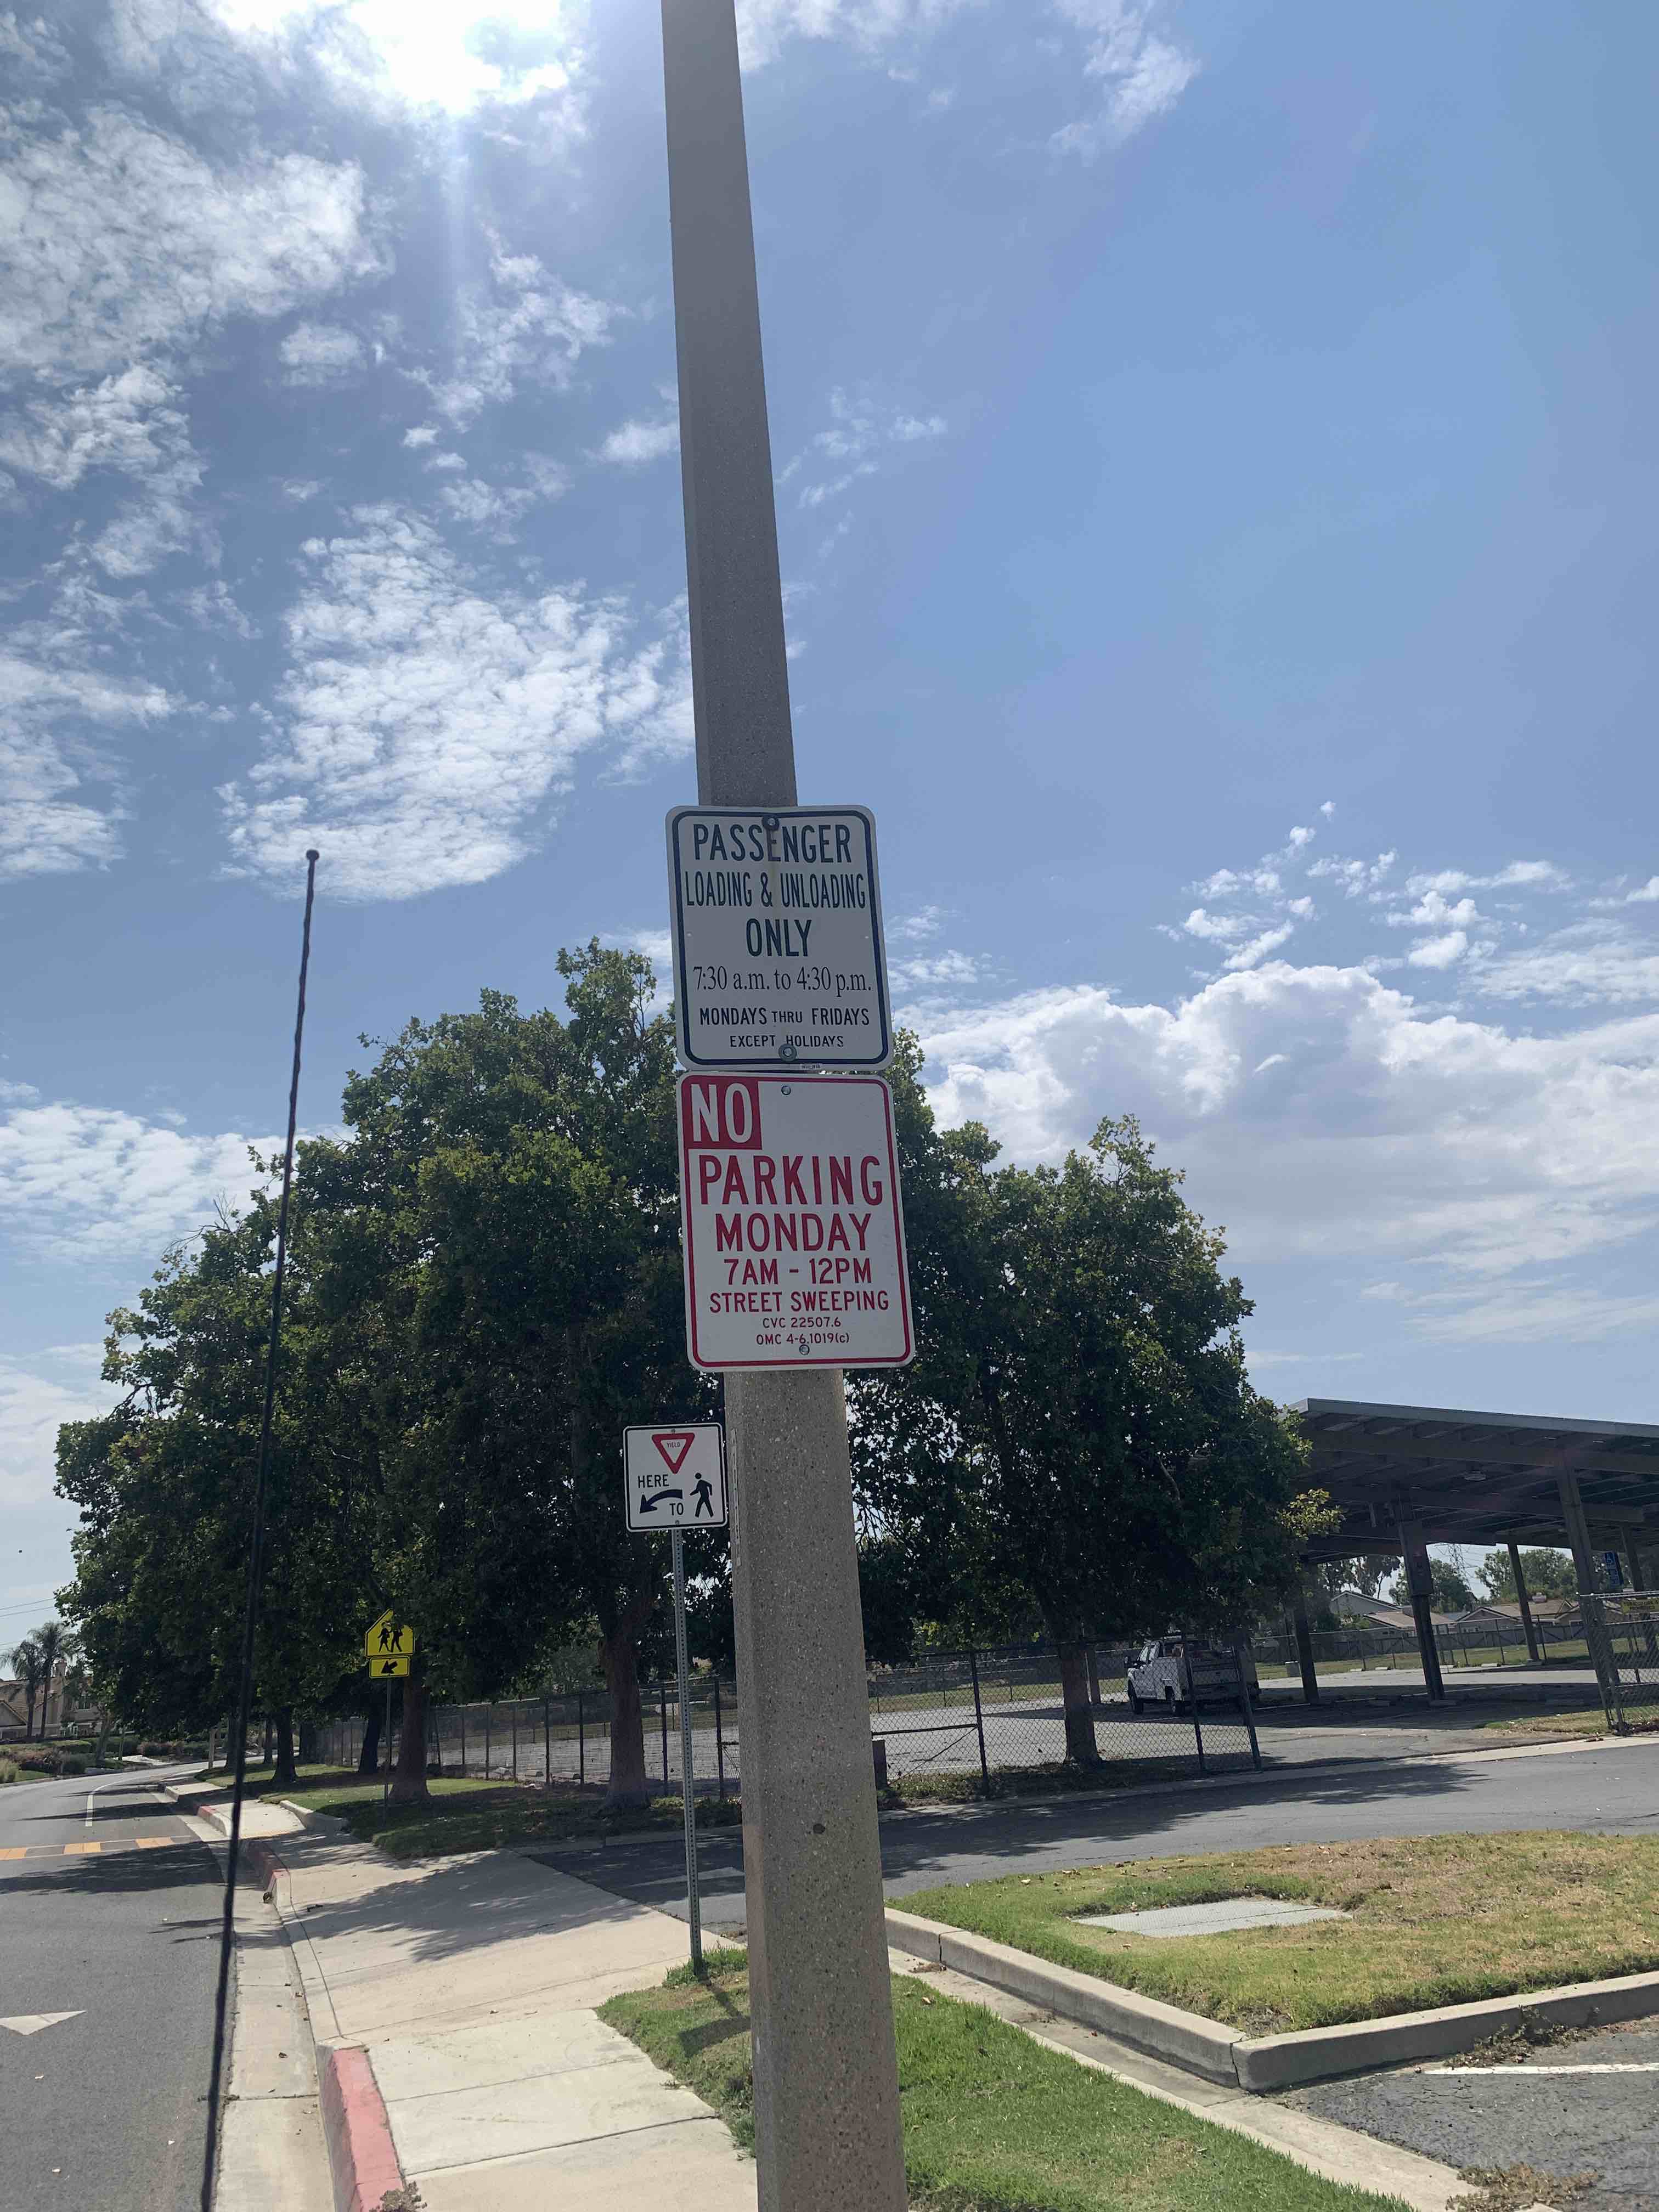 PASSENGER
LOADING & UNLOADING
ONLY
7:30 a.m. to 4:30 p.m.
MONDAYS THRU FRIDAYS
EXCEPT HOLIDAYS
NO
PARKING
MONDAY
7AM - 12PM
STREET SWEEPING
CVC 22507.6
OMC 4-6.1019(c)
YIELD
HERE
TO